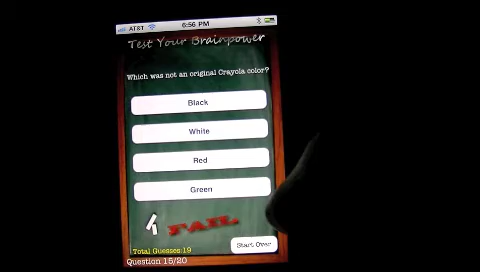 AT&T 6:56 PM
Test Your Brainpower
Which was not an original Crayola color?
Black
White
Red
Green
FAIL
Total Guesses:19
Start Over
Question 15/20